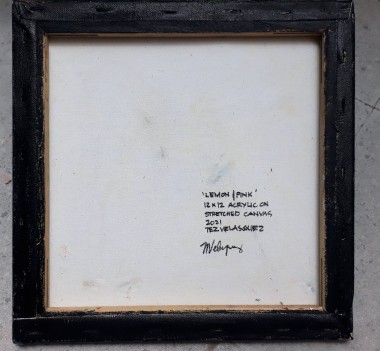 'LEMON / PINK'
12 x 12 ACRYLIC ON
STRETCHED CANVAS
2021
TEZ VELASQUEZ